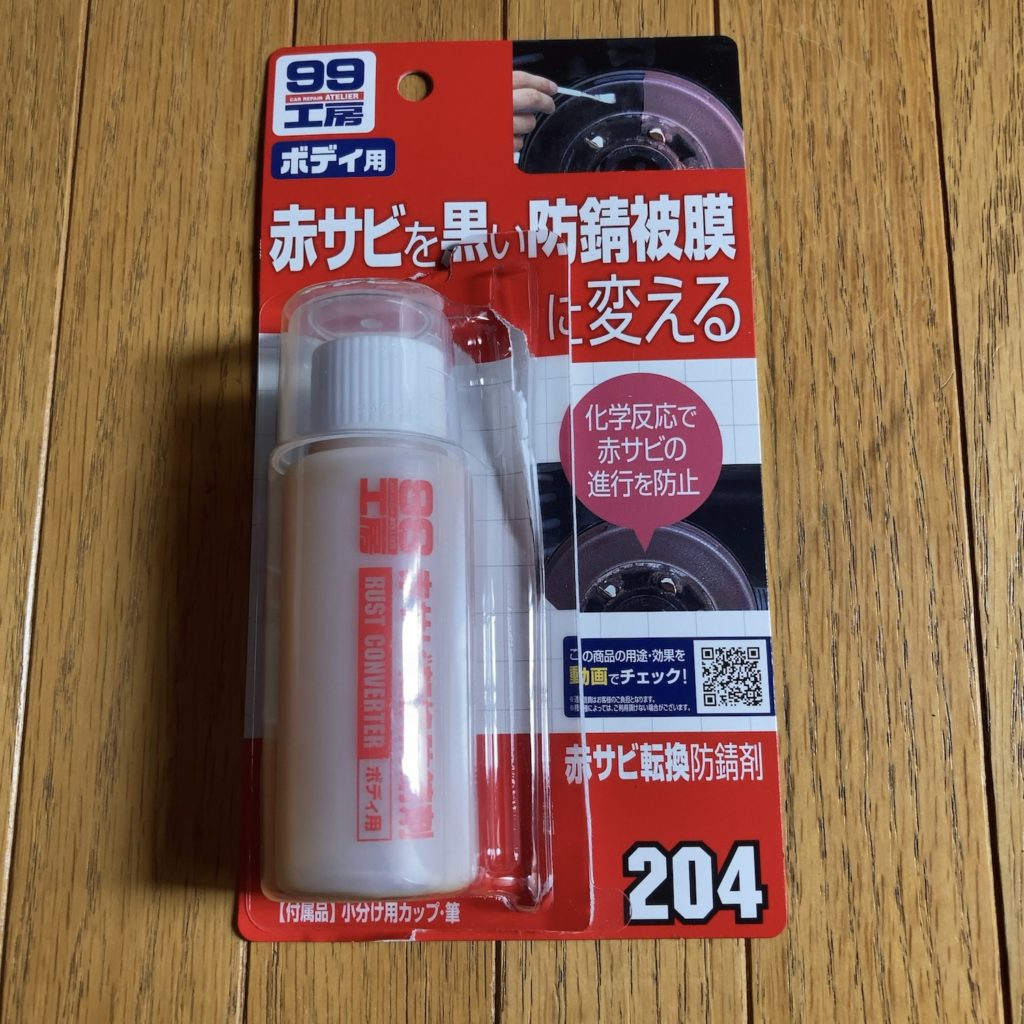 99
CAR REPAIR ATELIER
工房
ボデイ用
赤サビを黒い防錆被膜
に変える
化学反応で
赤サビの
進行を防止
99
工房
RUST CONVERTER
ボデイ用
この商品の用途・効果を
動画でチェック!
赤サビ転換防錆剤
204
【付属品】小分け用カップ・筆